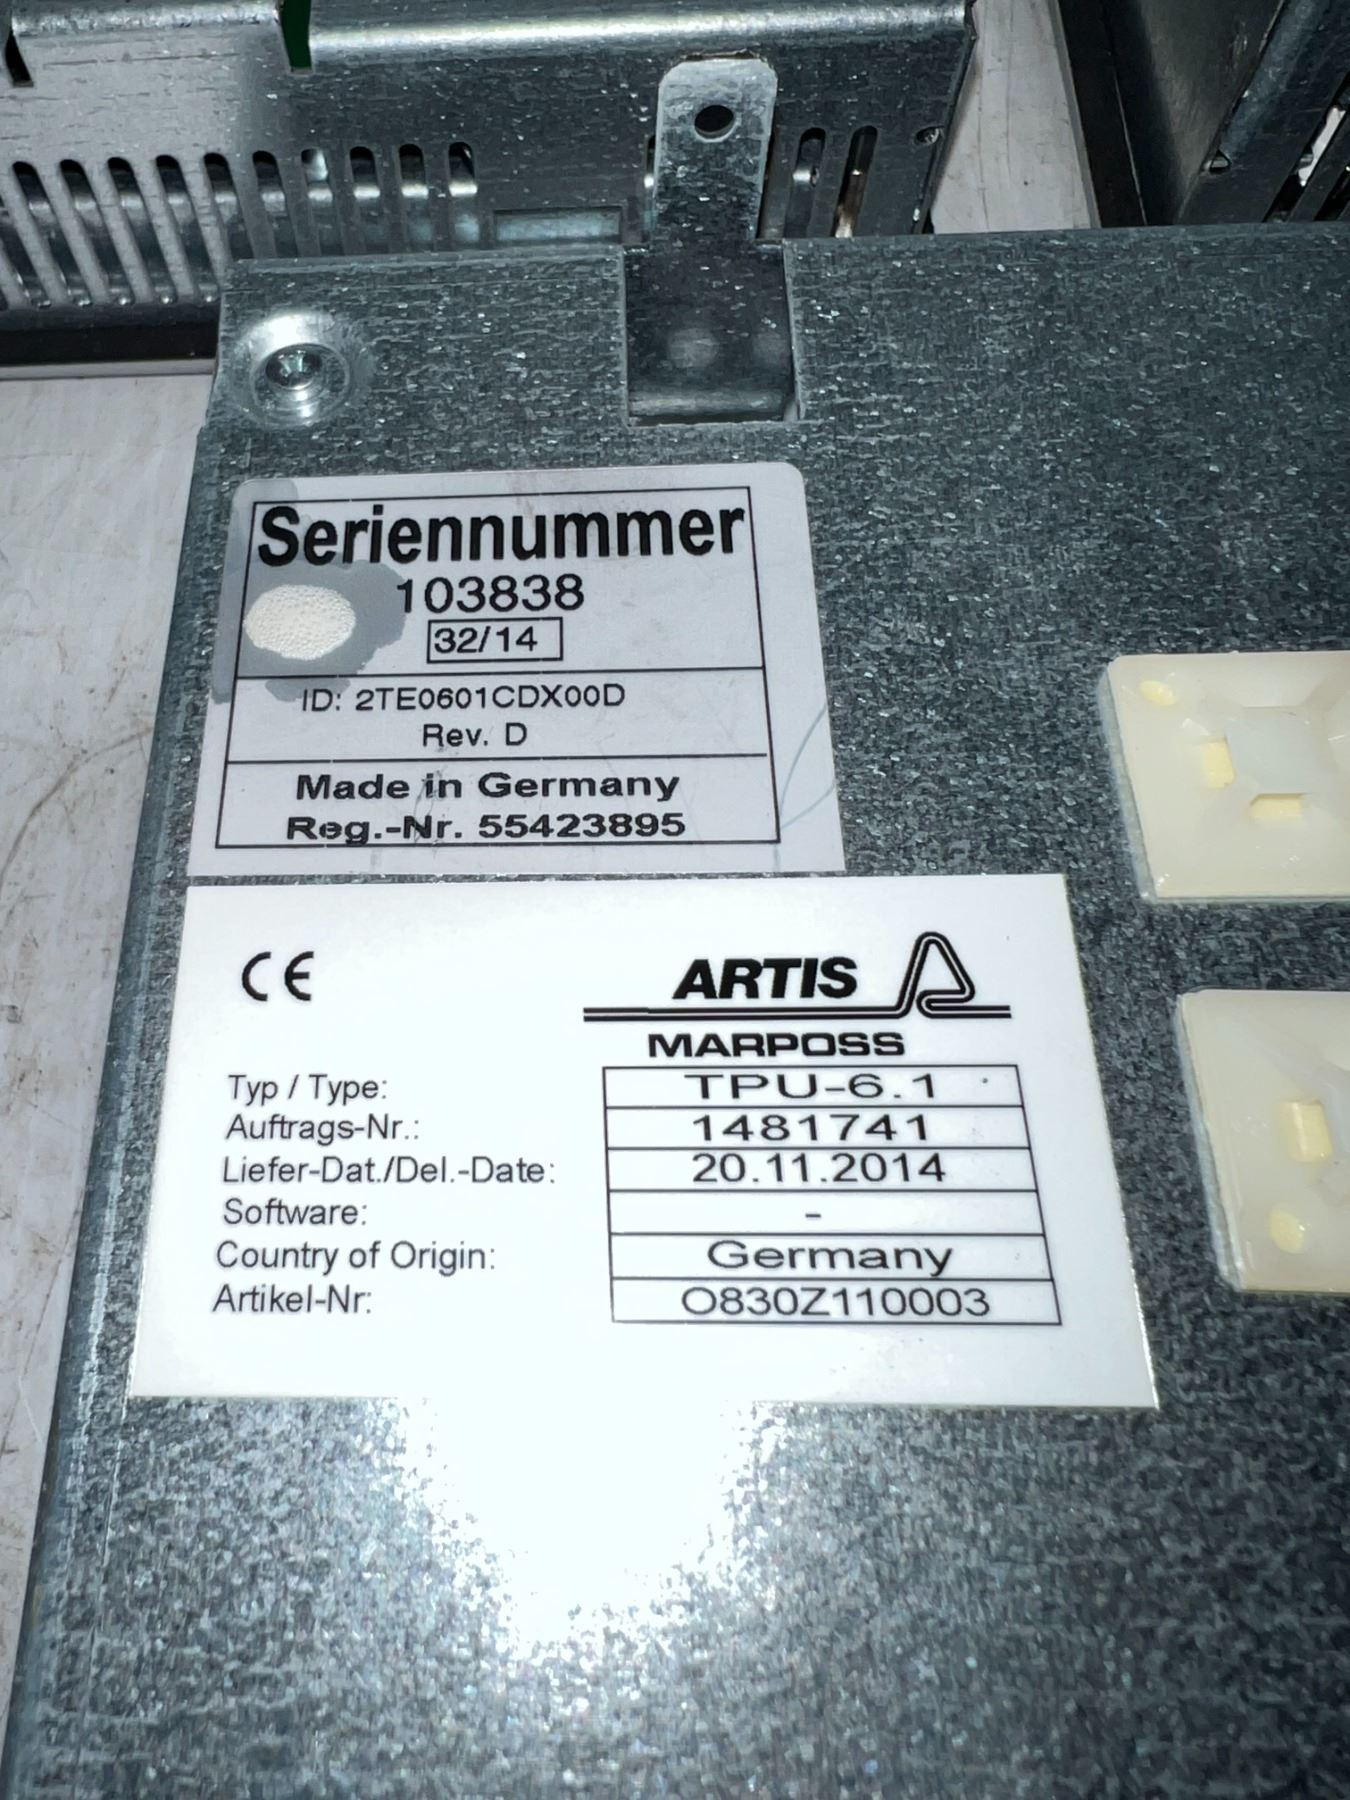 Seriennummer
103838
32/14
ID: 2TE0601CDX00D
Rev. D
Made in Germany
Reg.-Nr. 55423895
CE
ARTIS
MARPOSS
Typ / Type: TPU-6.1
Auftrags-Nr.: 1481741
Liefer-Dat./Del.-Date: 20.11.2014
Software: -
Country of Origin: Germany
Artikel-Nr: O830Z110003